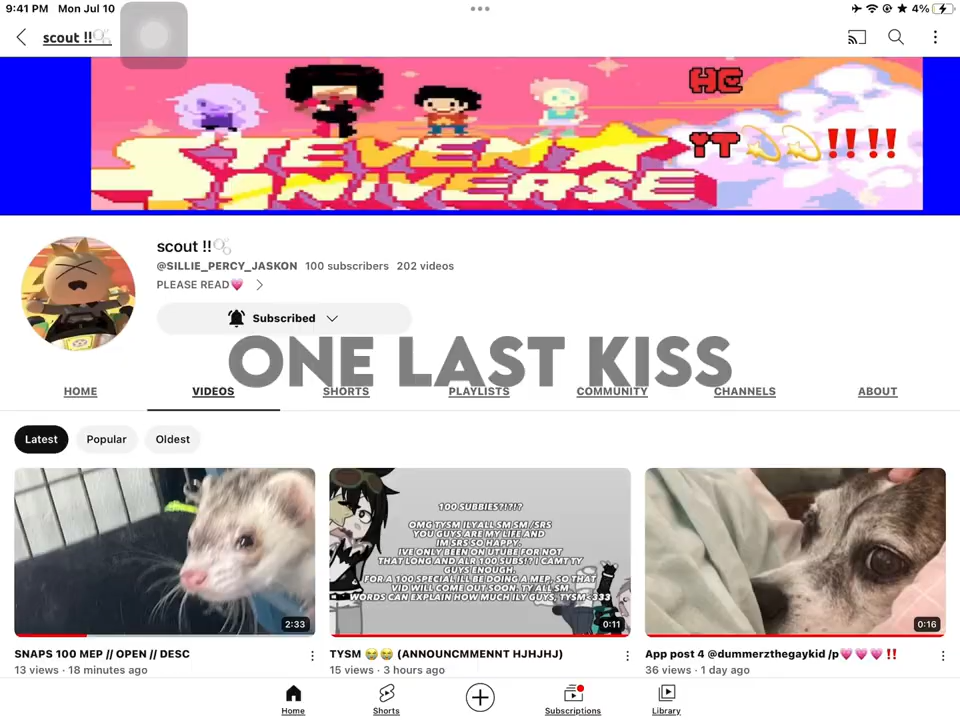 9:41 PM Mon Jul 10
4%
scout !!
HE
YT ‼️‼️
STEVEN
UNIVERSE
scout !!
@SILLIE_PERCY_JASKON 100 subscribers 202 videos
PLEASE READ💗
Subscribed
ONE LAST KISS
HOME VIDEOS SHORTS PLAYLISTS COMMUNITY CHANNELS ABOUT
Latest Popular Oldest
100 SUBBIES?!?!?
OMG TYSM ILYALL SM SM /SRS
YOU GUYS ARE MY LIFE AND
IM SRS SO HAPPY.
IVE ONLY BEEN ON UTUBE FOR NOT
THAT LONG AND ALR 100 SUBS!? I CAMT TY
GUYS ENOUGH.
FOR A 100 SPECIAL ILL BE DOING A MEP, SO THAT
VID WILL COME OUT SOON. TY ALL SM.
WORDS CAN EXPLAIN HOW MUCH ILY GUYS, TYSM<333
2:33
0:11
0:16
SNAPS 100 MEP // OPEN // DESC
13 views · 18 minutes ago
TYSM 😭😭 (ANNOUNCMMENNT HJHJHJ)
15 views · 3 hours ago
App post 4 @dummerzthegaykid /p💗💗💗‼️
36 views · 1 day ago
Home Shorts Subscriptions Library